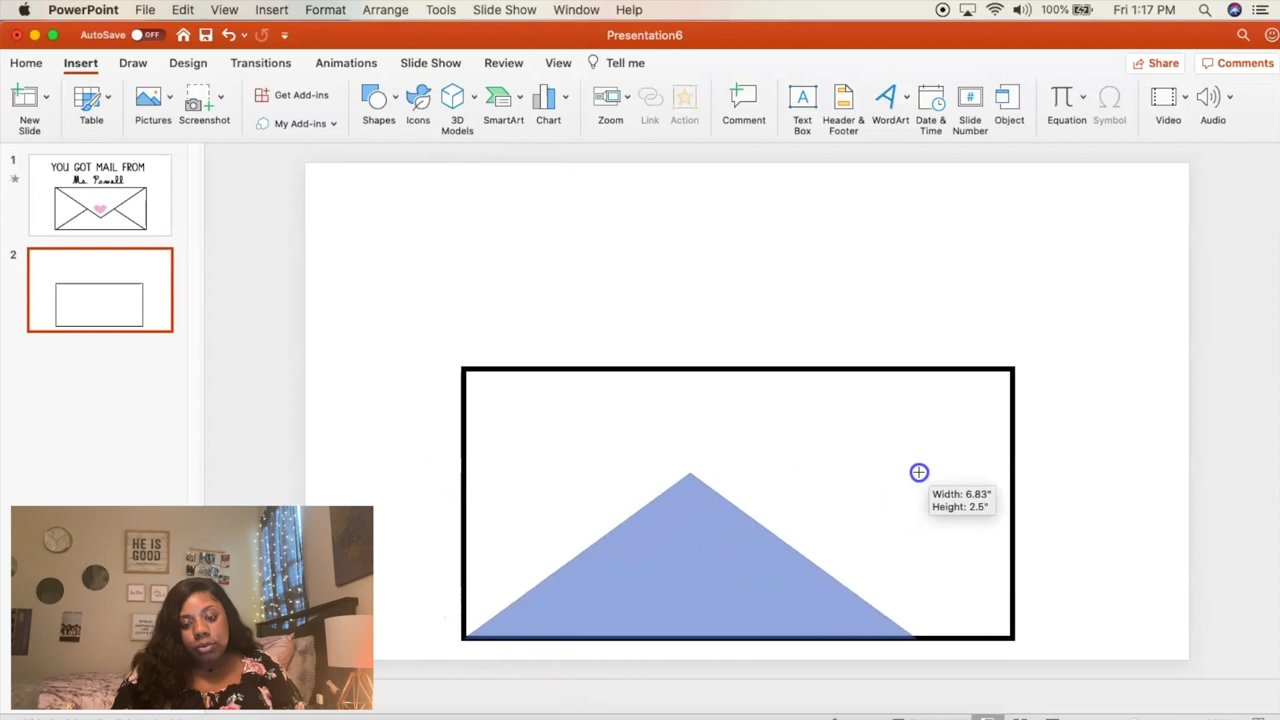 PowerPoint File Edit View Insert Format Arrange Tools Slide Show Window Help 100% Fri 1:17 PM
AutoSave OFF Presentation6
Home Insert Draw Design Transitions Animations Slide Show Review View Tell me Share Comments
New Slide
Table
Pictures
Screenshot
Get Add-ins
My Add-ins
Shapes
Icons
3D Models
SmartArt
Chart
Zoom
Link
Action
Comment
Text Box
Header & Footer
WordArt
Date & Time
Slide Number
Object
Equation
Symbol
Video
Audio
1
YOU GOT MAIL FROM
Ms. Powell
2
Width: 6.83"
Height: 2.5"
HE IS
GOOD